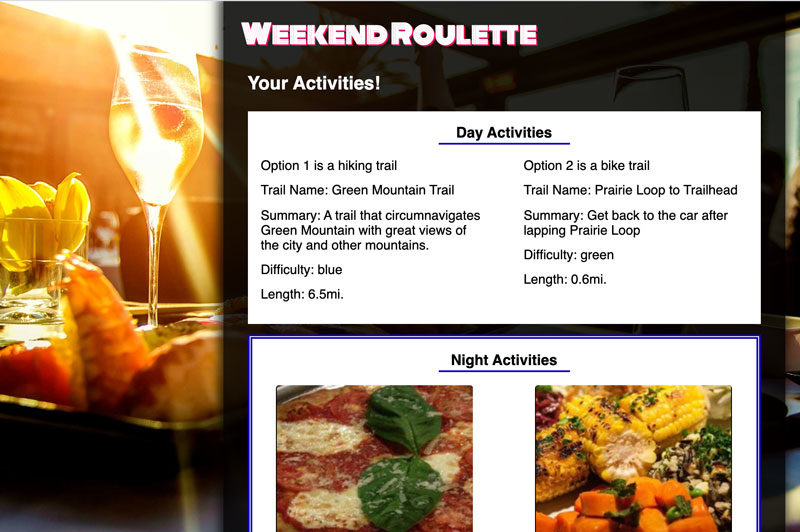 WEEKEND ROULETTE
Your Activities!
Day Activities
Option 1 is a hiking trail
Trail Name: Green Mountain Trail
Summary: A trail that circumnavigates
Green Mountain with great views of
the city and other mountains.
Difficulty: blue
Length: 6.5mi.
Option 2 is a bike trail
Trail Name: Prairie Loop to Trailhead
Summary: Get back to the car after
lapping Prairie Loop
Difficulty: green
Length: 0.6mi.
Night Activities